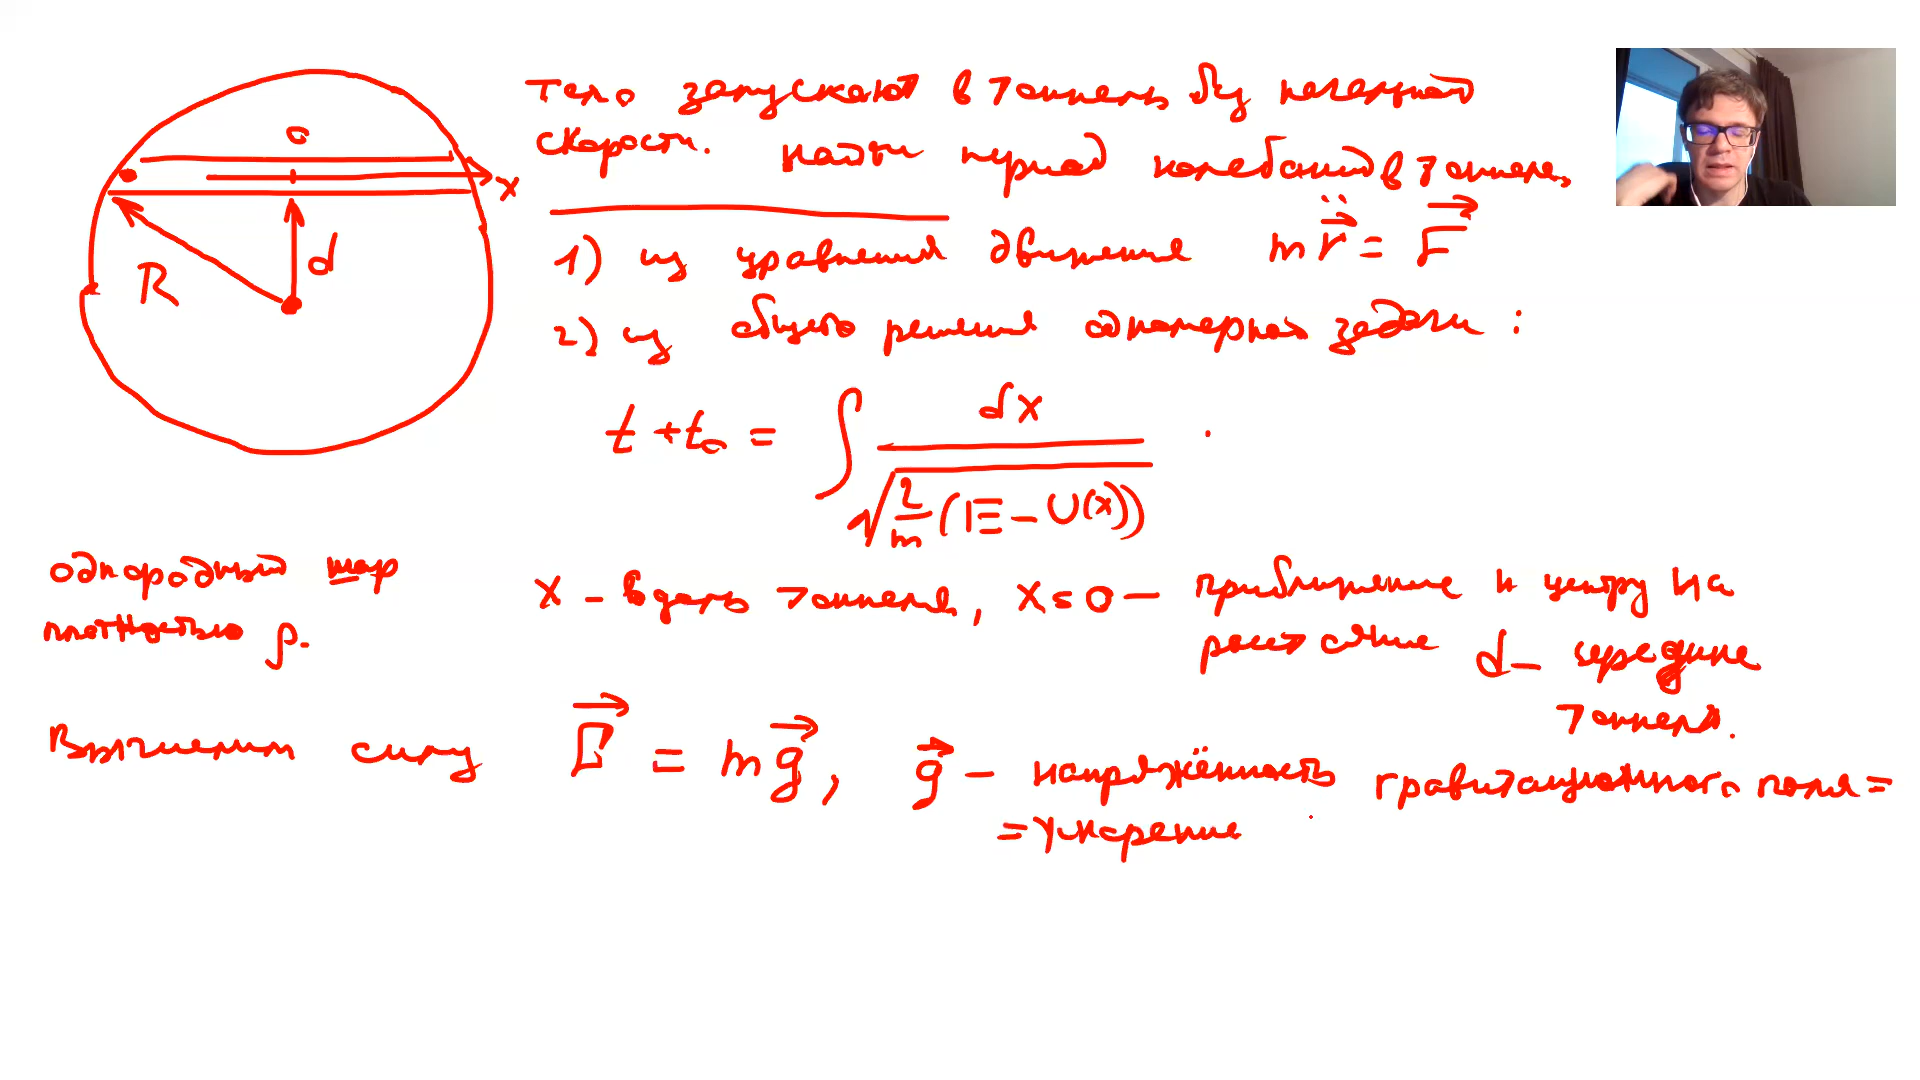 тело запускают в тоннель без начальной
скорости. найти период колебаний в тоннеле
O
x
R
d
1) из уравнения движения m r̈⃗ = F⃗
2) из общего решения одномерной задачи:
t + t₀ = ∫ dx / √(2/m (E − U(x)))
однородный шар
плотностью ρ.
x – вдоль тоннеля, x = 0 – приближение к центру на
расстояние d – середине
тоннеля.
Вычислим силу F⃗ = m g⃗, g⃗ – напряжённость гравитационного поля =
= ускорение